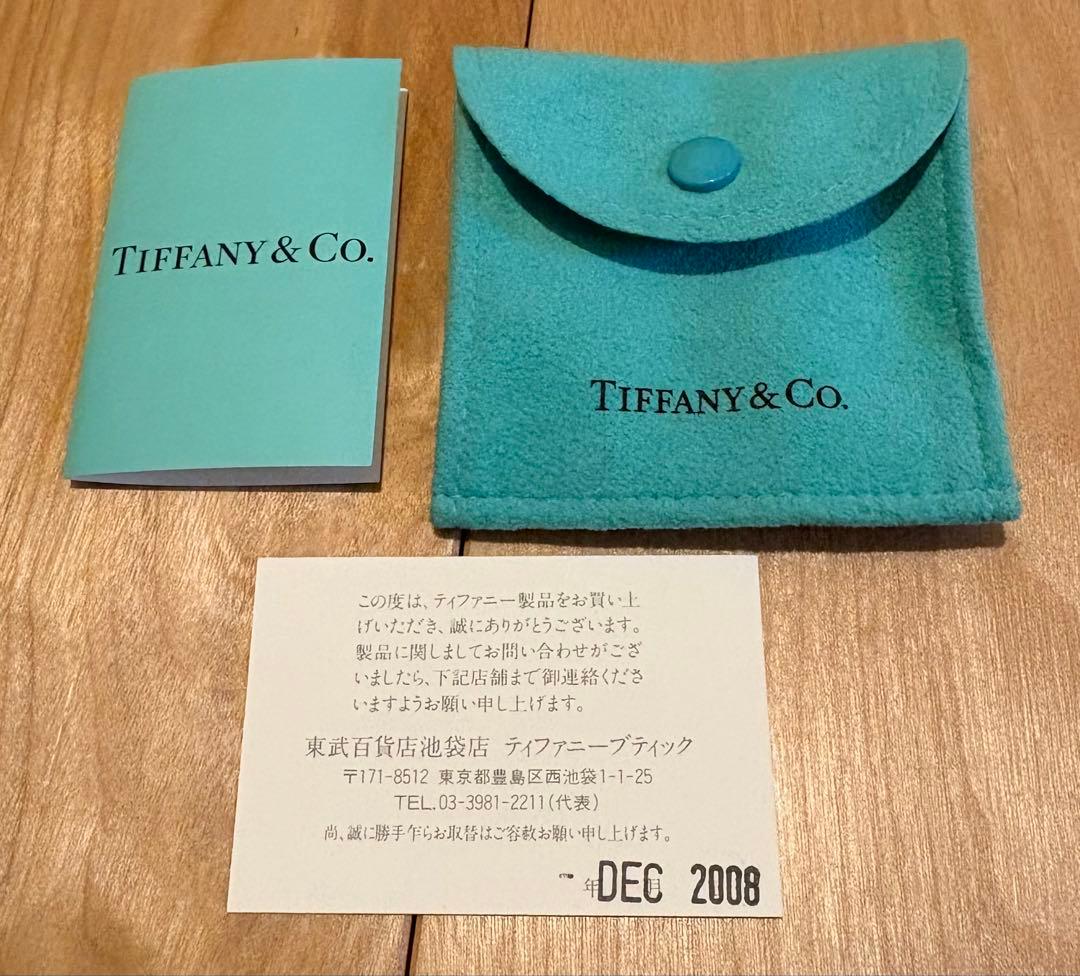 TIFFANY & CO.
TIFFANY & CO.
この度は、ティファニー製品をお買い上
げいただき、誠にありがとうございます。
製品に関しましてお問い合わせがござ
いましたら、下記店舗まで御連絡くださ
いますようお願い申し上げます。
東武百貨店池袋店 ティファニーブティック
〒171-8512 東京都豊島区西池袋1-1-25
TEL.03-3981-2211(代表)
尚、誠に勝手乍らお取替はご容赦お願い申し上げます。
年 月
DEC 2008